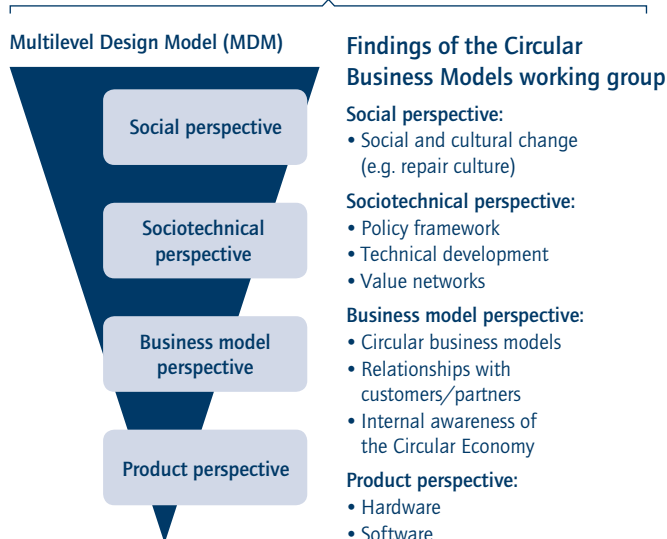 Multilevel Design Model (MDM)
Social perspective
Sociotechnical
perspective
Business model
perspective
Product perspective
Findings of the Circular
Business Models working group
Social perspective:
• Social and cultural change
(e.g. repair culture)
Sociotechnical perspective:
• Policy framework
• Technical development
• Value networks
Business model perspective:
• Circular business models
• Relationships with
customers/partners
• Internal awareness of
the Circular Economy
Product perspective:
• Hardware
• Software